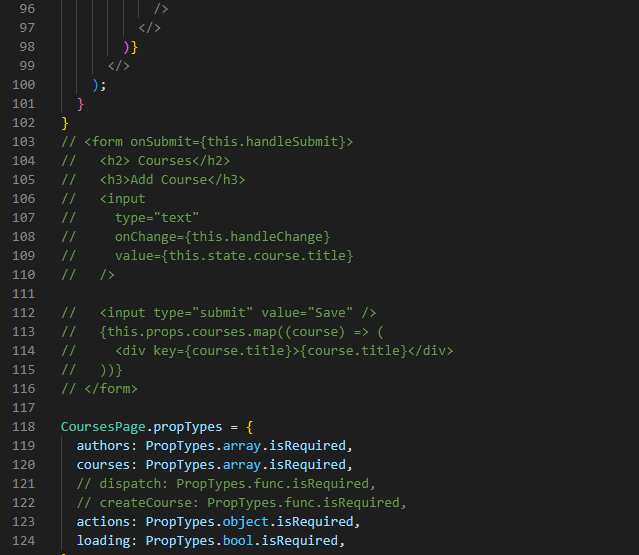 96 />
97 </>
98 )}
99 </>
100 );
101 }
102 }
103 // <form onSubmit={this.handleSubmit}>
104 //   <h2> Courses</h2>
105 //   <h3>Add Course</h3>
106 //   <input
107 //     type="text"
108 //     onChange={this.handleChange}
109 //     value={this.state.course.title}
110 //   />
111
112 //   <input type="submit" value="Save" />
113 //   {this.props.courses.map((course) => (
114 //     <div key={course.title}>{course.title}</div>
115 //   ))}
116 // </form>
117
118 CoursesPage.propTypes = {
119   authors: PropTypes.array.isRequired,
120   courses: PropTypes.array.isRequired,
121   // dispatch: PropTypes.func.isRequired,
122   // createCourse: PropTypes.func.isRequired,
123   actions: PropTypes.object.isRequired,
124   loading: PropTypes.bool.isRequired,